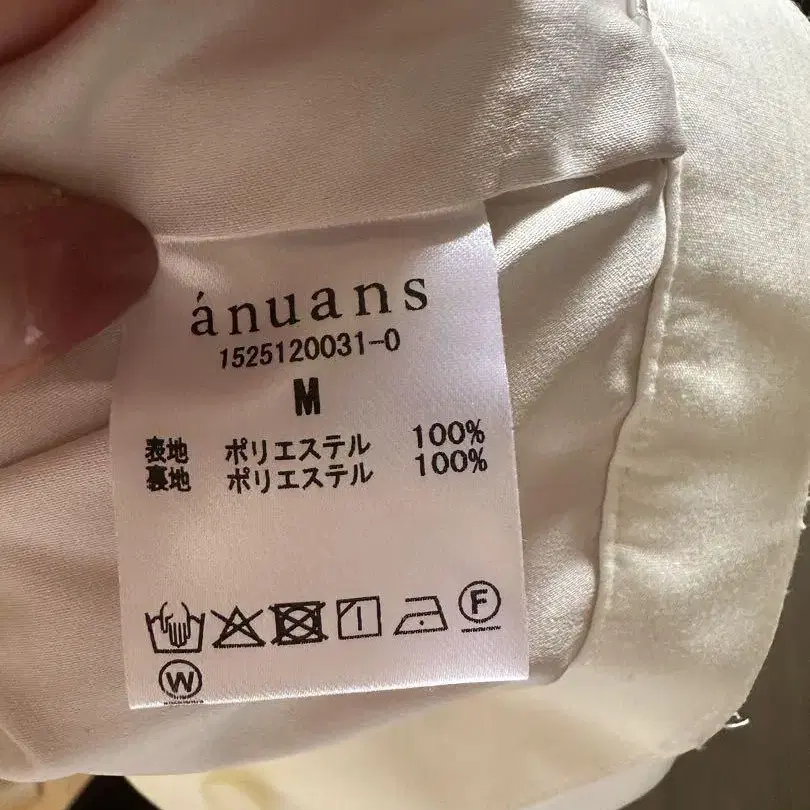 ánuans
1525120031-0
M
表地 ポリエステル 100%
裏地 ポリエステル 100%
F
W